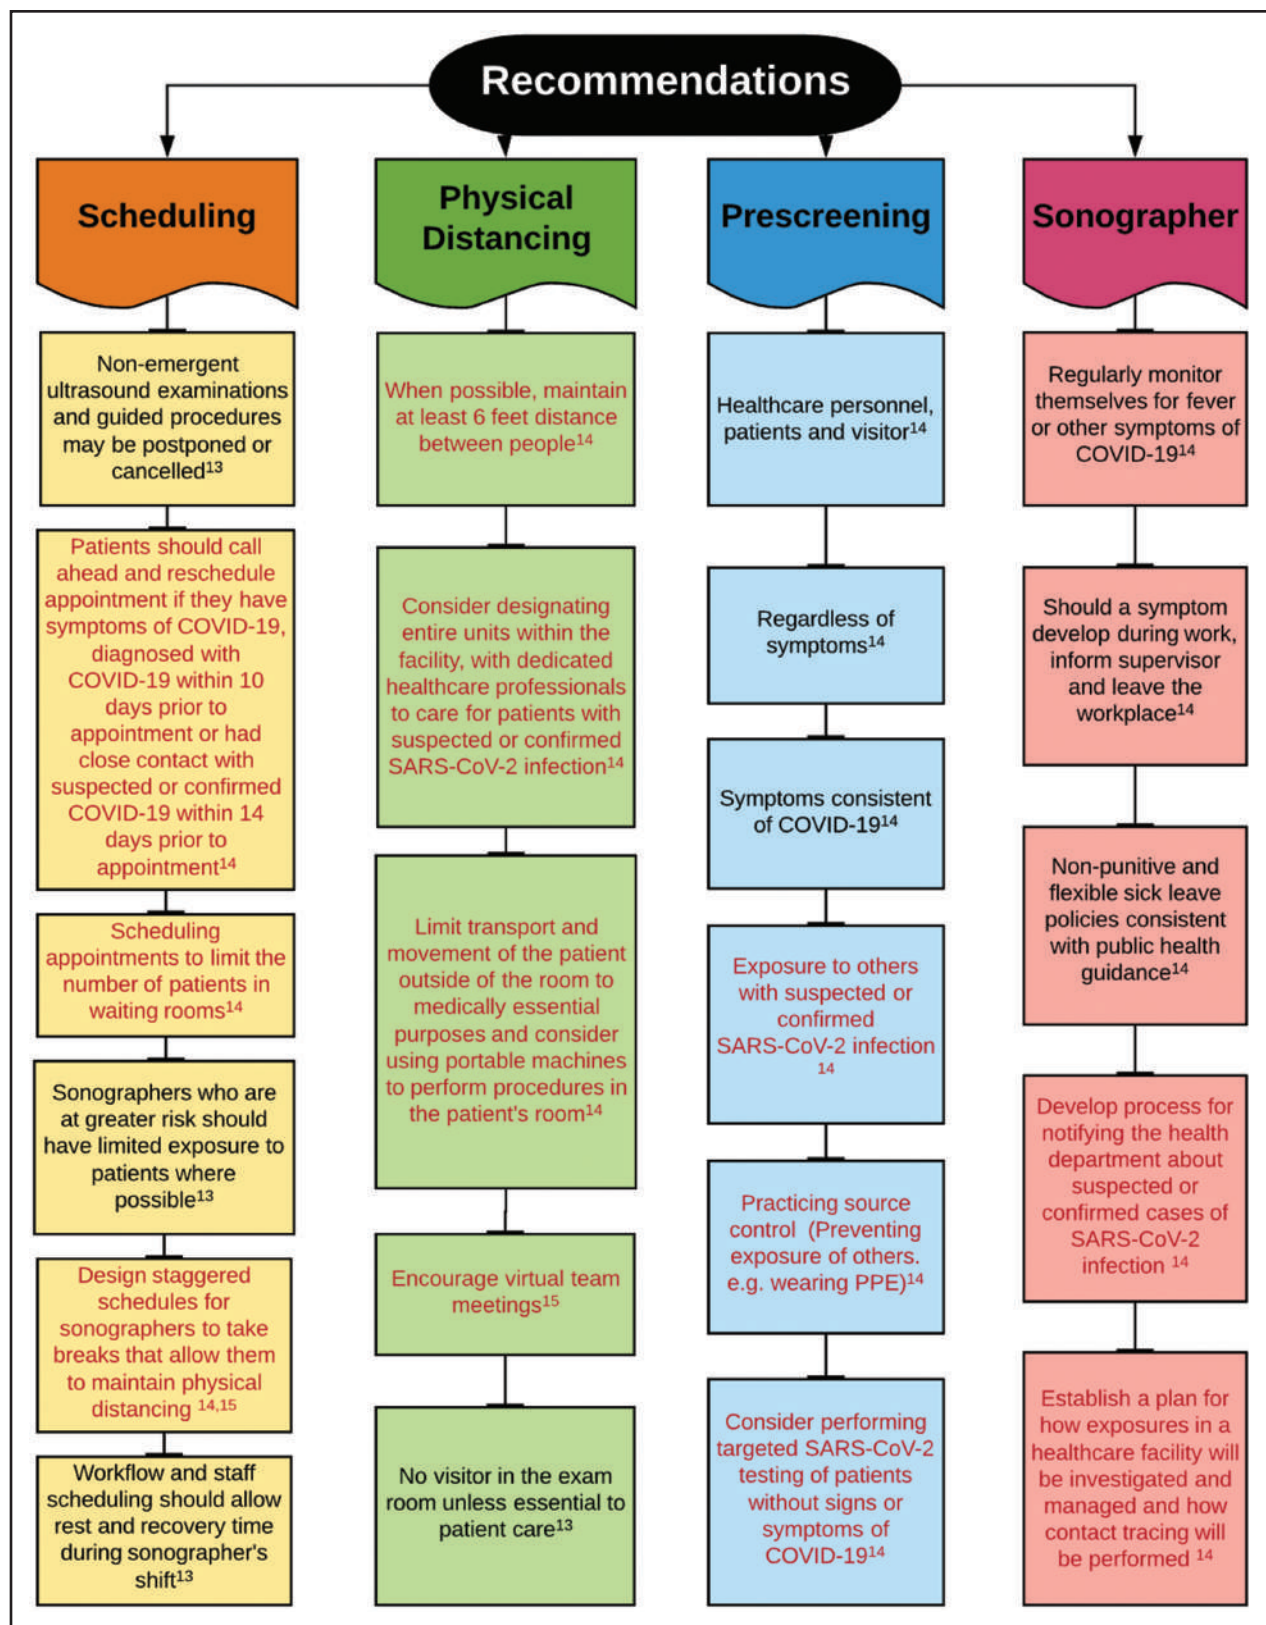 Recommendations
Scheduling
Non-emergent
ultrasound examinations
and guided procedures
may be postponed or
cancelled13
Patients should call
ahead and reschedule
appointment if they have
symptoms of COVID-19,
diagnosed with
COVID-19 within 10
days prior to
appointment or had
close contact with
suspected or confirmed
COVID-19 within 14
days prior to
appointment14
Scheduling
appointments to limit the
number of patients in
waiting rooms14
Sonographers who are
at greater risk should
have limited exposure to
patients where
possible13
Design staggered
schedules for
sonographers to take
breaks that allow them
to maintain physical
distancing 14,15
Workflow and staff
scheduling should allow
rest and recovery time
during sonographer's
shift13
Physical
Distancing
When possible, maintain
at least 6 feet distance
between people14
Consider designating
entire units within the
facility, with dedicated
healthcare professionals
to care for patients with
suspected or confirmed
SARS-CoV-2 infection14
Limit transport and
movement of the patient
outside of the room to
medically essential
purposes and consider
using portable machines
to perform procedures in
the patient's room14
Encourage virtual team
meetings15
No visitor in the exam
room unless essential to
patient care13
Prescreening
Healthcare personnel,
patients and visitor14
Regardless of
symptoms14
Symptoms consistent
of COVID-1914
Exposure to others
with suspected or
confirmed
SARS-CoV-2 infection
14
Practicing source
control (Preventing
exposure of others.
e.g. wearing PPE)14
Consider performing
targeted SARS-CoV-2
testing of patients
without signs or
symptoms of
COVID-1914
Sonographer
Regularly monitor
themselves for fever
or other symptoms of
COVID-1914
Should a symptom
develop during work,
inform supervisor
and leave the
workplace14
Non-punitive and
flexible sick leave
policies consistent
with public health
guidance14
Develop process for
notifying the health
department about
suspected or
confirmed cases of
SARS-CoV-2
infection 14
Establish a plan for
how exposures in a
healthcare facility will
be investigated and
managed and how
contact tracing will
be performed 14